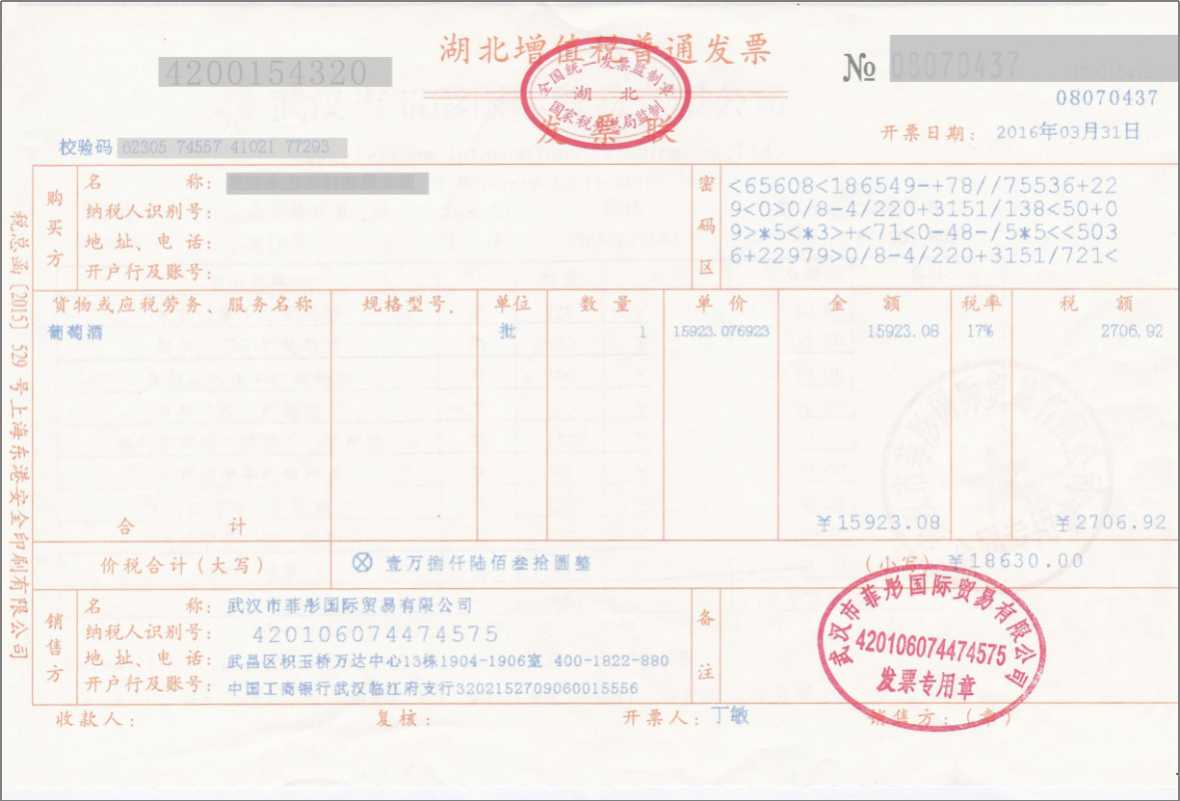 湖北增值税普通发票
4200154320
№ 08070437
08070437
全国统一发票监制章
湖北
国家税务总局监制
发票联
开票日期: 2016年03月31日
校验码 62305 74557 41021 77293
购买方
名称:
纳税人识别号:
地址、电话:
开户行及账号:
密码区
<65608<186549-+78//75536+22
9<0>0/8-4/220+3151/138<50+0
9>*5<*3>+<71<0-48-/5*5<<503
6+22979>0/8-4/220+3151/721<
货物或应税劳务、服务名称 规格型号 单位 数量 单价 金额 税率 税额
葡萄酒 批 1 15923.076923 15923.08 17% 2706.92
合计 ￥15923.08 ￥2706.92
价税合计(大写) ⊗ 壹万捌仟陆佰叁拾圆整 (小写) ￥18630.00
销售方
名称: 武汉市菲彤国际贸易有限公司
纳税人识别号: 420106074474575
地址、电话: 武昌区积玉桥万达中心13栋1904-1906室 400-1822-880
开户行及账号: 中国工商银行武汉临江府支行3202152709060015556
备注
武汉市菲彤国际贸易有限公司
420106074474575
发票专用章
收款人: 复核: 开票人: 丁敏 销售方:(章)
税总函〔2015〕529号上海东港安全印刷有限公司